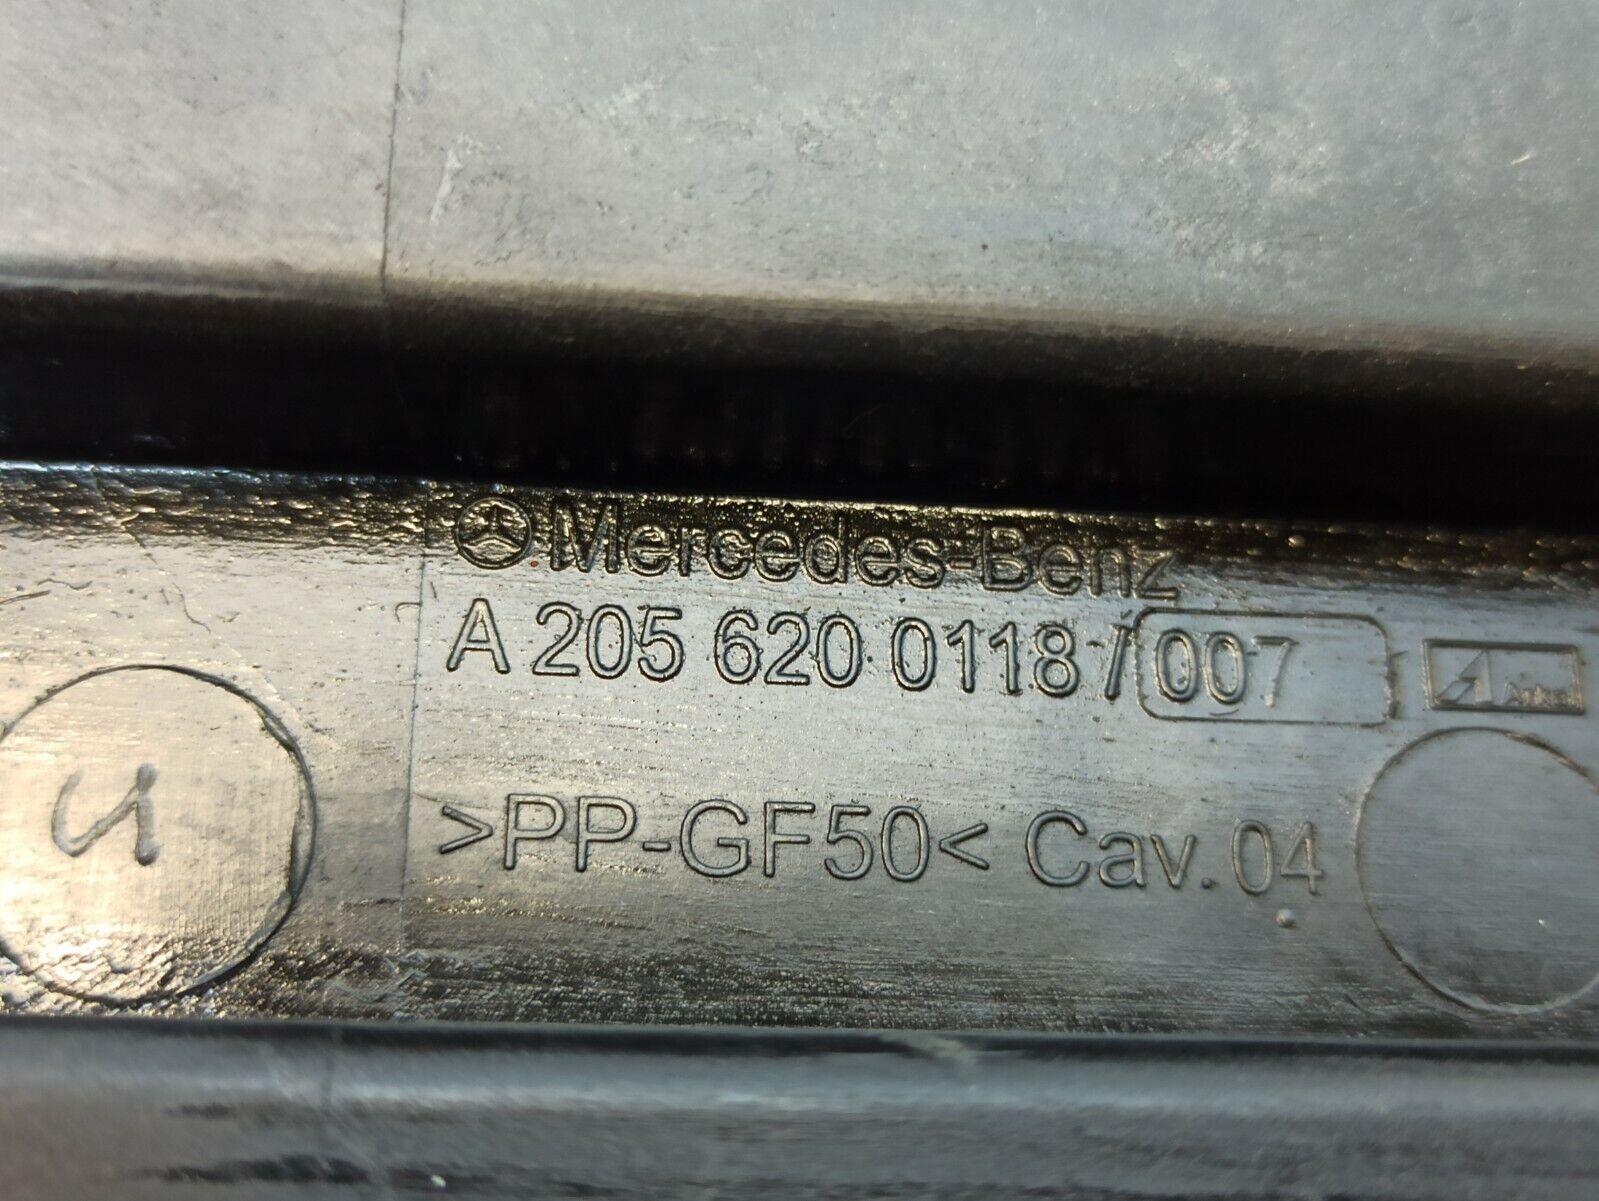 Mercedes-Benz
A 205 620 0118 / 007
>PP-GF50< Cav. 04